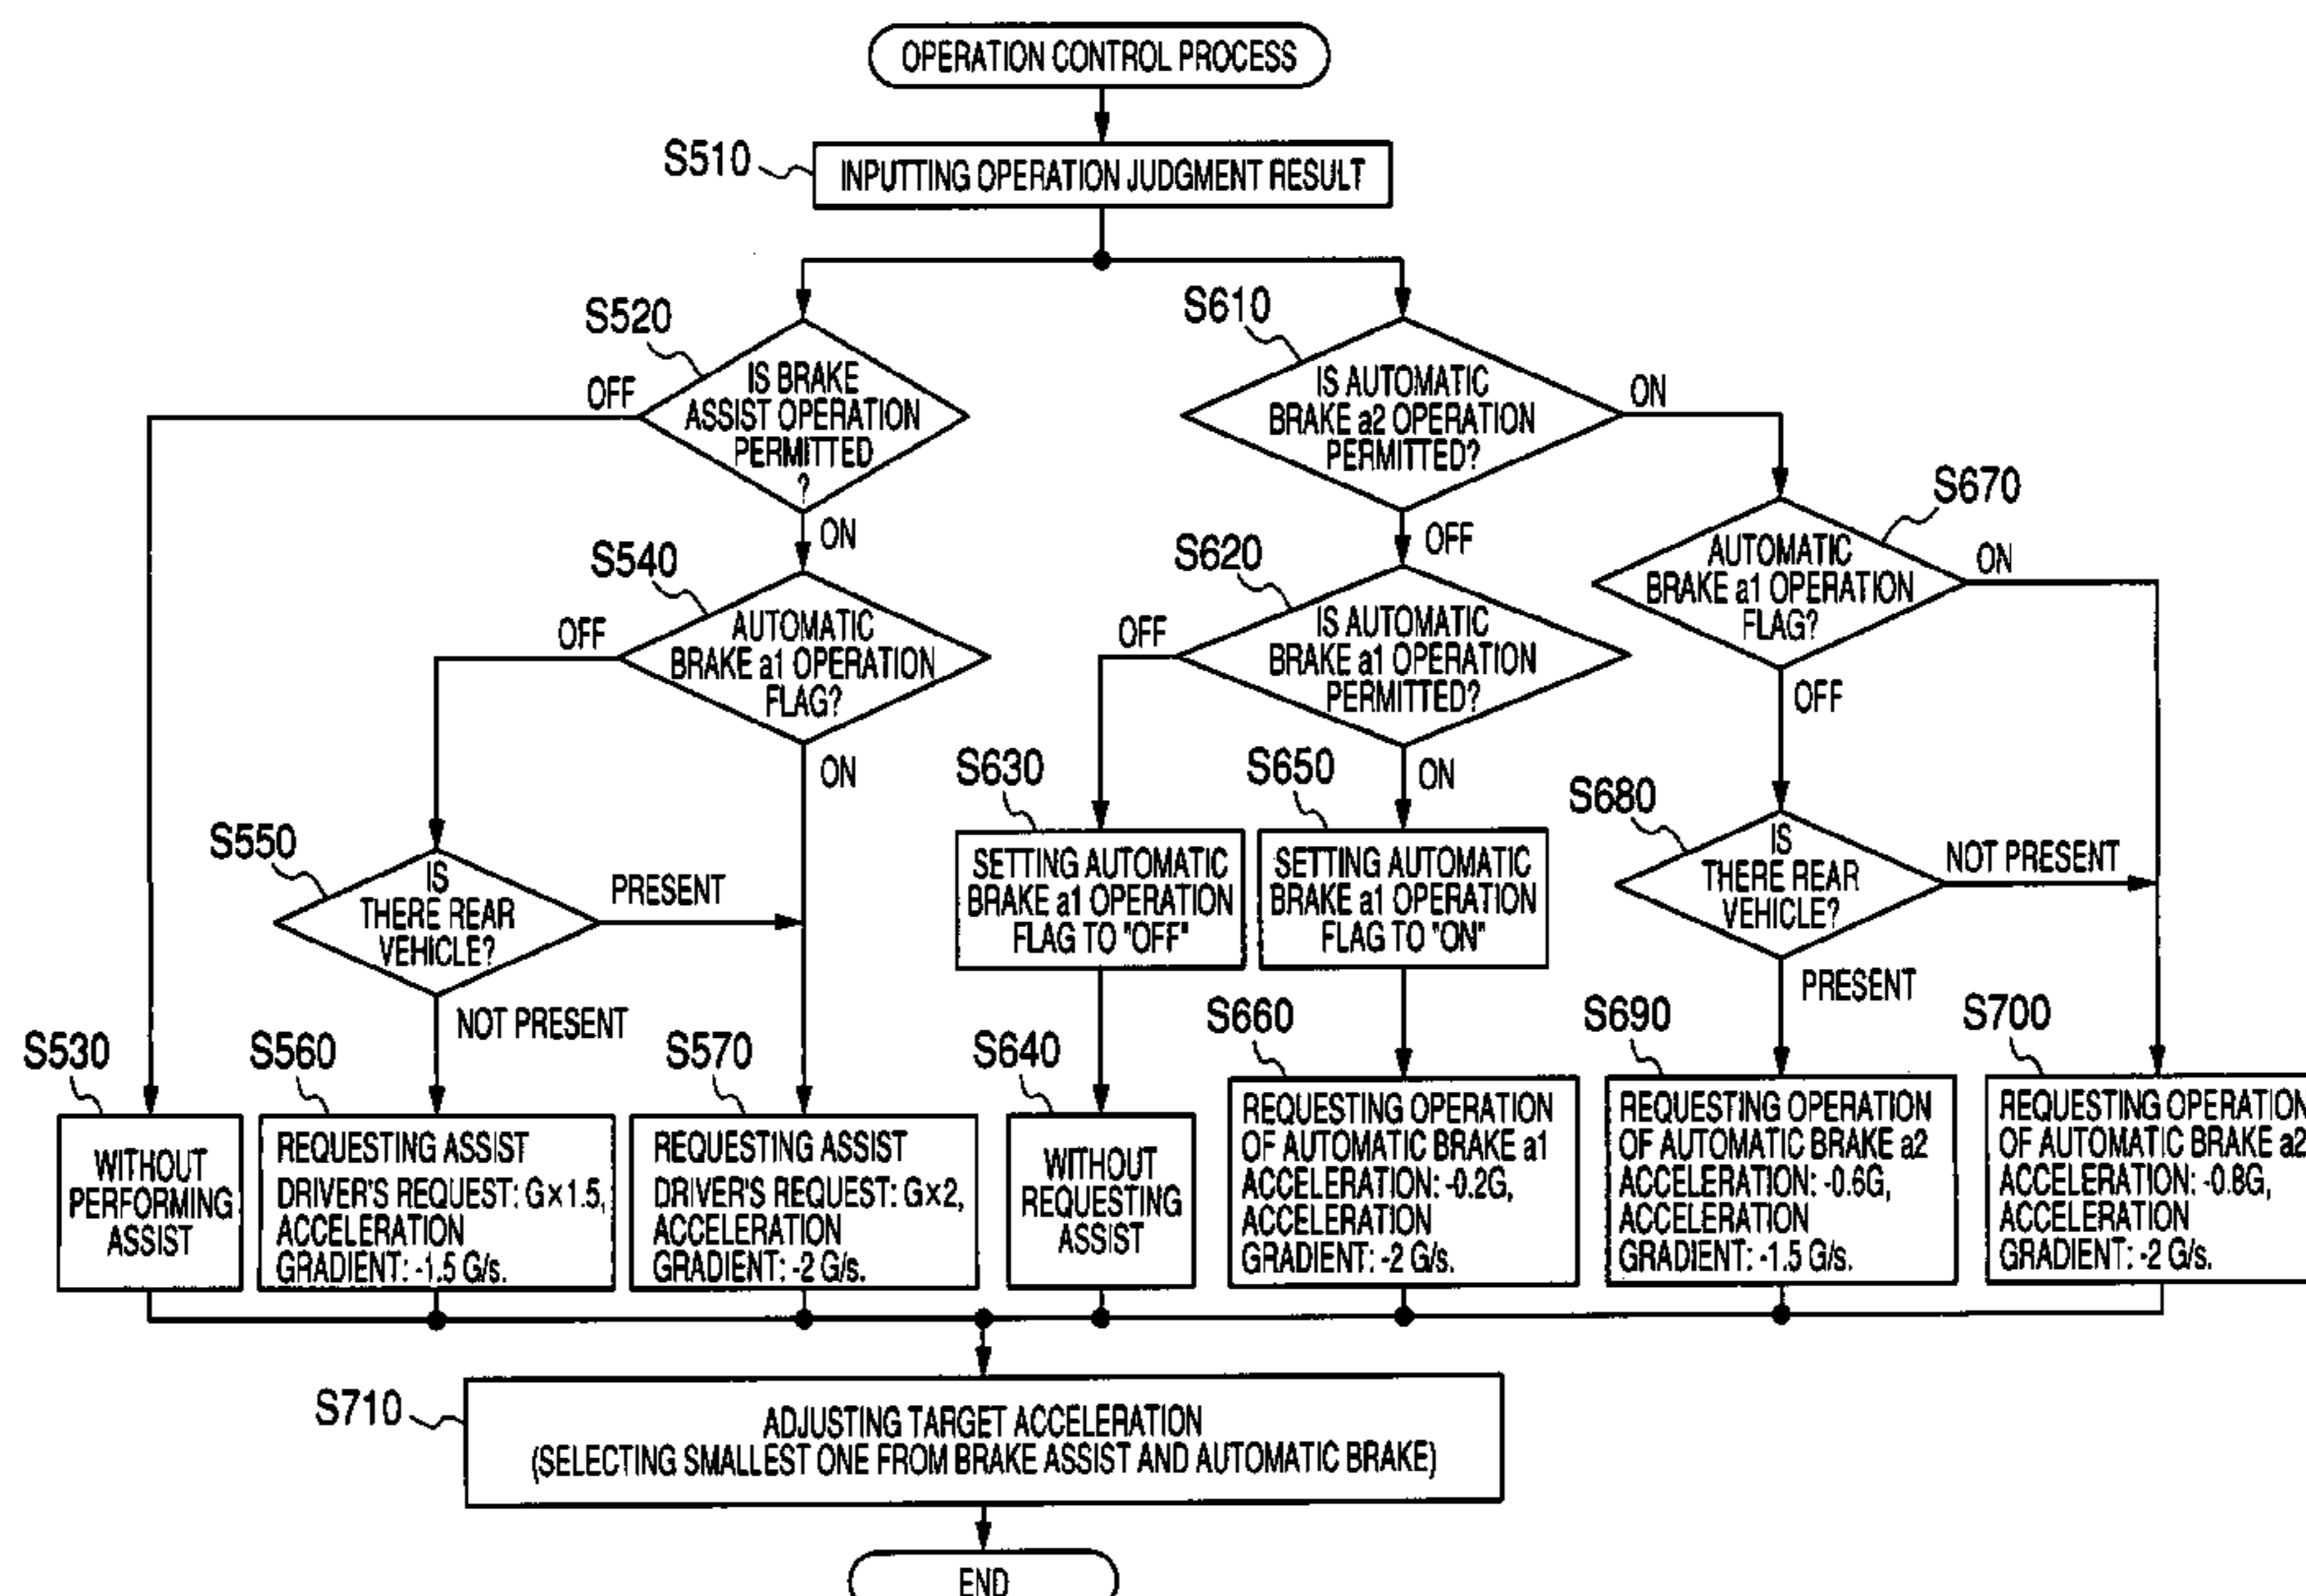 OPERATION CONTROL PROCESS
S510
INPUTTING OPERATION JUDGMENT RESULT
S520
IS BRAKE
ASSIST OPERATION
PERMITTED
?
OFF
ON
S610
IS AUTOMATIC
BRAKE a2 OPERATION
PERMITTED?
ON
OFF
S540
AUTOMATIC
BRAKE a1 OPERATION
FLAG?
OFF
ON
S620
IS AUTOMATIC
BRAKE a1 OPERATION
PERMITTED?
OFF
ON
S670
AUTOMATIC
BRAKE a1 OPERATION
FLAG?
ON
OFF
S550
IS
THERE REAR
VEHICLE?
PRESENT
NOT PRESENT
S630
SETTING AUTOMATIC
BRAKE a1 OPERATION
FLAG TO "OFF"
S650
SETTING AUTOMATIC
BRAKE a1 OPERATION
FLAG TO "ON"
S680
IS
THERE REAR
VEHICLE?
NOT PRESENT
PRESENT
S530
WITHOUT
PERFORMING
ASSIST
S560
REQUESTING ASSIST
DRIVER'S REQUEST: G×1.5,
ACCELERATION
GRADIENT: -1.5 G/s.
S570
REQUESTING ASSIST
DRIVER'S REQUEST: G×2,
ACCELERATION
GRADIENT: -2 G/s.
S640
WITHOUT
REQUESTING
ASSIST
S660
REQUESTING OPERATION
OF AUTOMATIC BRAKE a1
ACCELERATION: -0.2G,
ACCELERATION
GRADIENT: -2 G/s.
S690
REQUESTING OPERATION
OF AUTOMATIC BRAKE a2
ACCELERATION: -0.6G,
ACCELERATION
GRADIENT: -1.5 G/s.
S700
REQUESTING OPERATION
OF AUTOMATIC BRAKE a2
ACCELERATION: -0.8G,
ACCELERATION
GRADIENT: -2 G/s.
S710
ADJUSTING TARGET ACCELERATION
(SELECTING SMALLEST ONE FROM BRAKE ASSIST AND AUTOMATIC BRAKE)
END